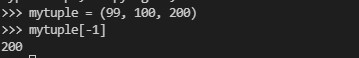 >>> mytuple = (99, 100, 200)
>>> mytuple[-1]
200